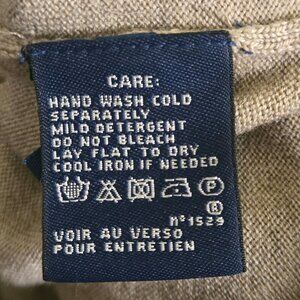 CARE:
HAND WASH COLD
SEPARATELY
MILD DETERGENT
DO NOT BLEACH
LAY FLAT TO DRY
COOL IRON IF NEEDED
P
®
nº1529
VOIR AU VERSO
POUR ENTRETIEN